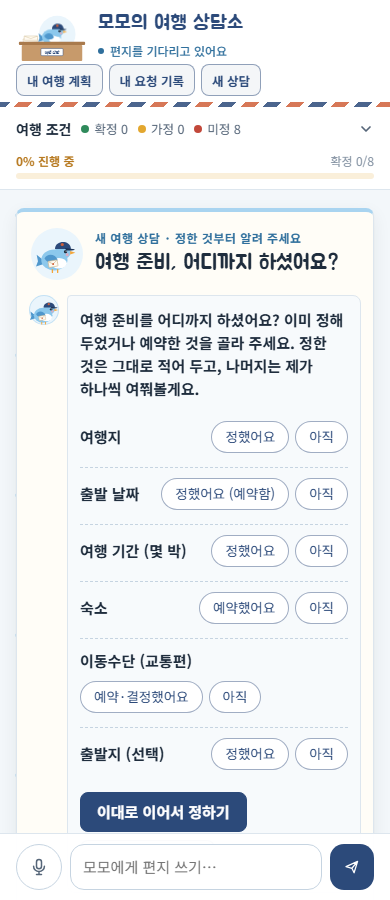 모모의 여행 상담소
편지를 기다리고 있어요
내 여행 계획
내 요청 기록
새 상담
여행 조건
확정 0
가정 0
미정 8
0% 진행 중
확정 0/8
새 여행 상담 · 정한 것부터 알려 주세요
여행 준비, 어디까지 하셨어요?
여행 준비를 어디까지 하셨어요? 이미 정해
두었거나 예약한 것을 골라 주세요. 정한
것은 그대로 적어 두고, 나머지는 제가
하나씩 여쭤볼게요.
여행지
정했어요
아직
출발 날짜
정했어요 (예약함)
아직
여행 기간 (몇 박)
정했어요
아직
숙소
예약했어요
아직
이동수단 (교통편)
예약·결정했어요
아직
출발지 (선택)
정했어요
아직
이대로 이어서 정하기
모모에게 편지 쓰기…